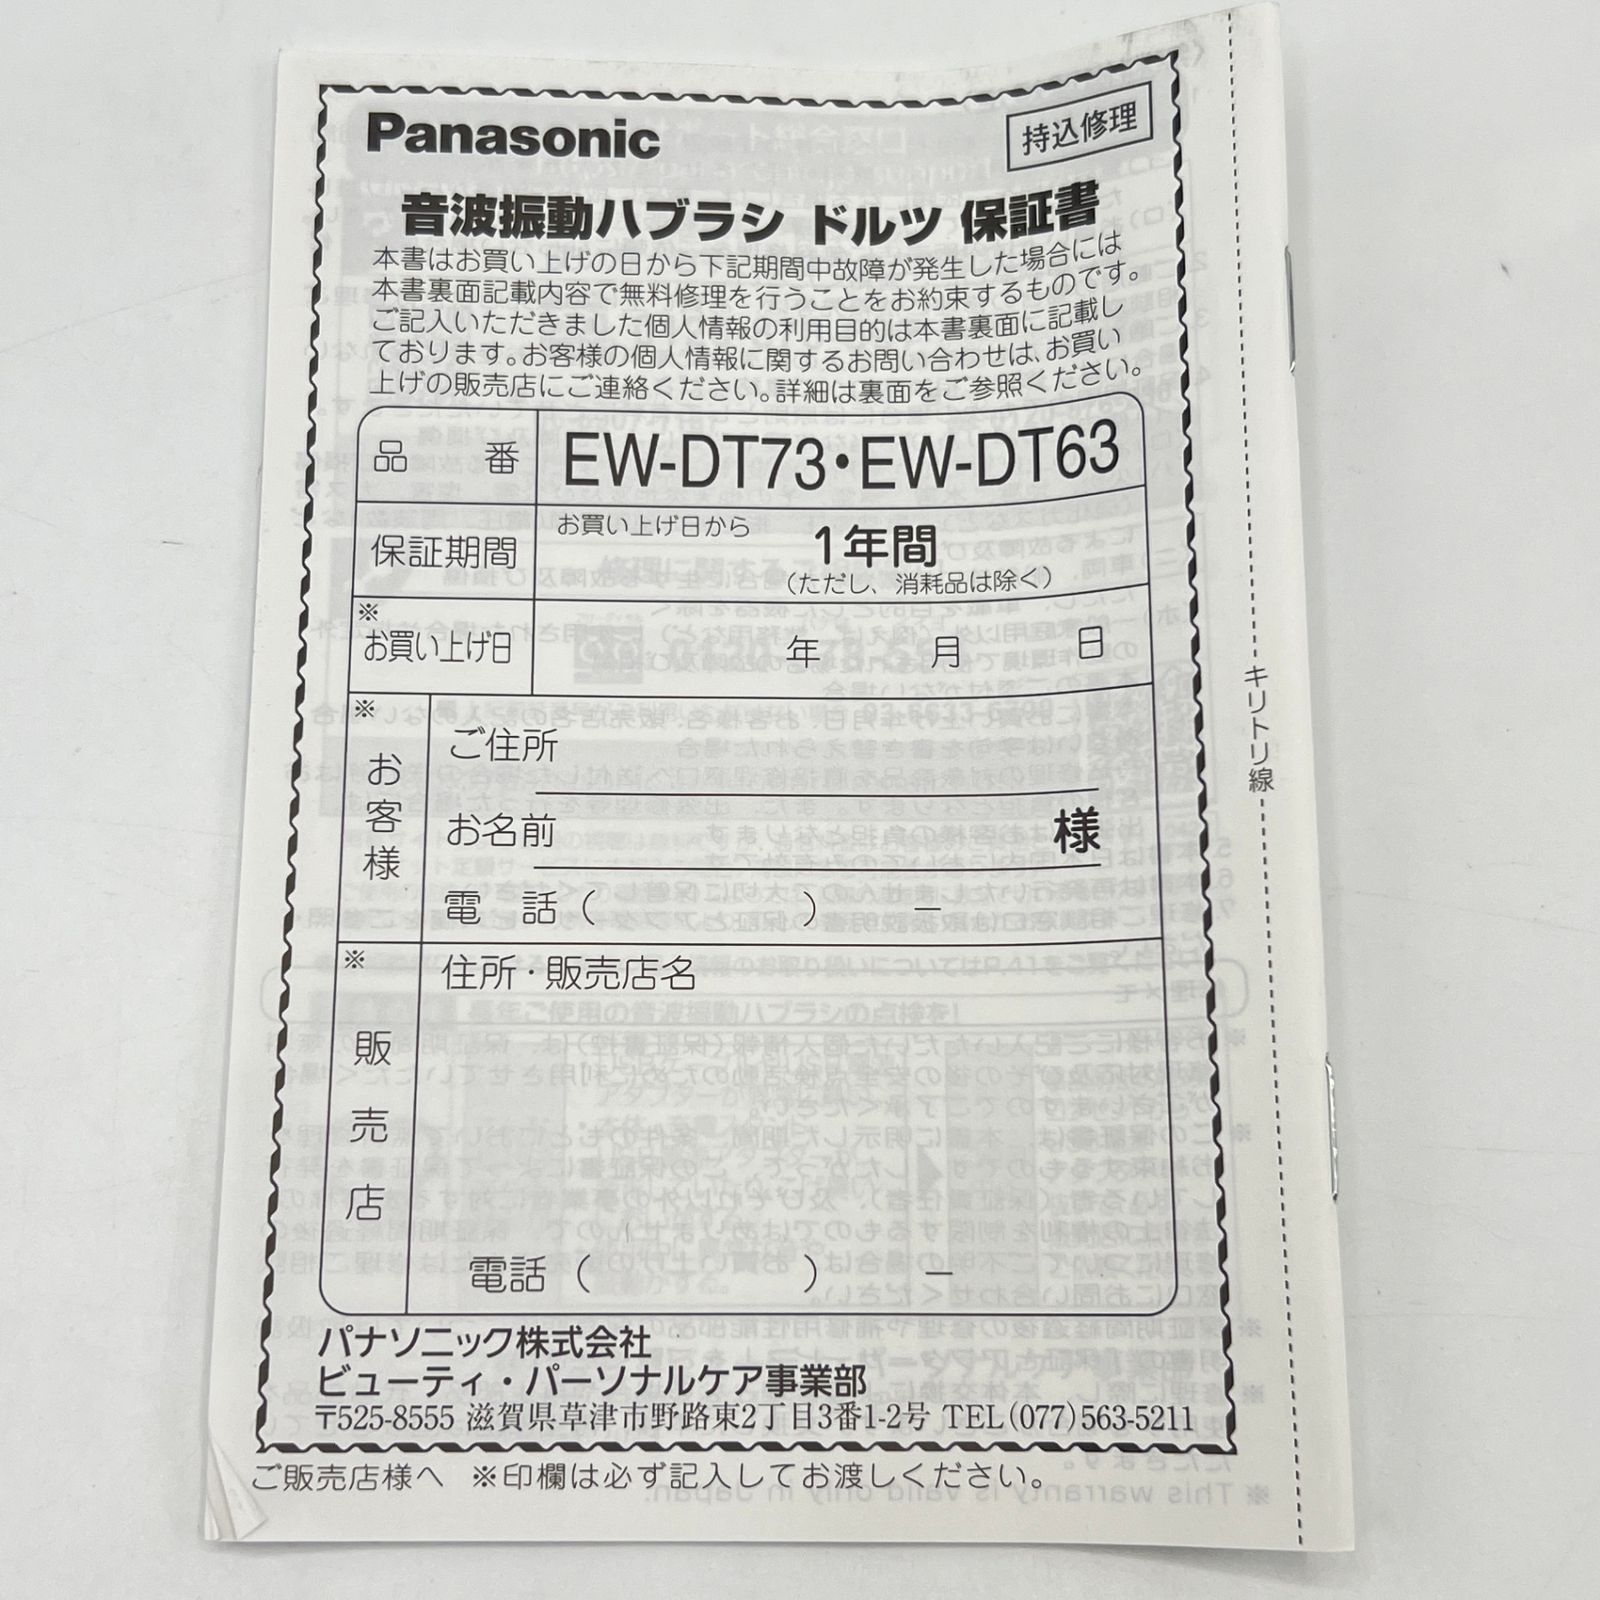 Panasonic
持込修理
音波振動ハブラシ ドルツ 保証書
本書はお買い上げの日から下記期間中故障が発生した場合には
本書裏面記載内容で無料修理を行うことをお約束するものです。
ご記入いただきました個人情報の利用目的は本書裏面に記載し
ております。お客様の個人情報に関するお問い合わせは、お買い
上げの販売店にご連絡ください。詳細は裏面をご参照ください。
品 番 EW-DT73・EW-DT63
保証期間 お買い上げ日から 1年間
(ただし、消耗品は除く)
※
お買い上げ日 年 月 日
※
お客様
ご住所
お名前 様
電 話 ( ) －
※
販売店
住所・販売店名
電話 ( ) －
パナソニック株式会社
ビューティ・パーソナルケア事業部
〒525-8555 滋賀県草津市野路東2丁目3番1-2号 TEL(077)563-5211
ご販売店様へ ※印欄は必ず記入してお渡しください。
キリトリ線
※ This warranty is valid only in Japan.